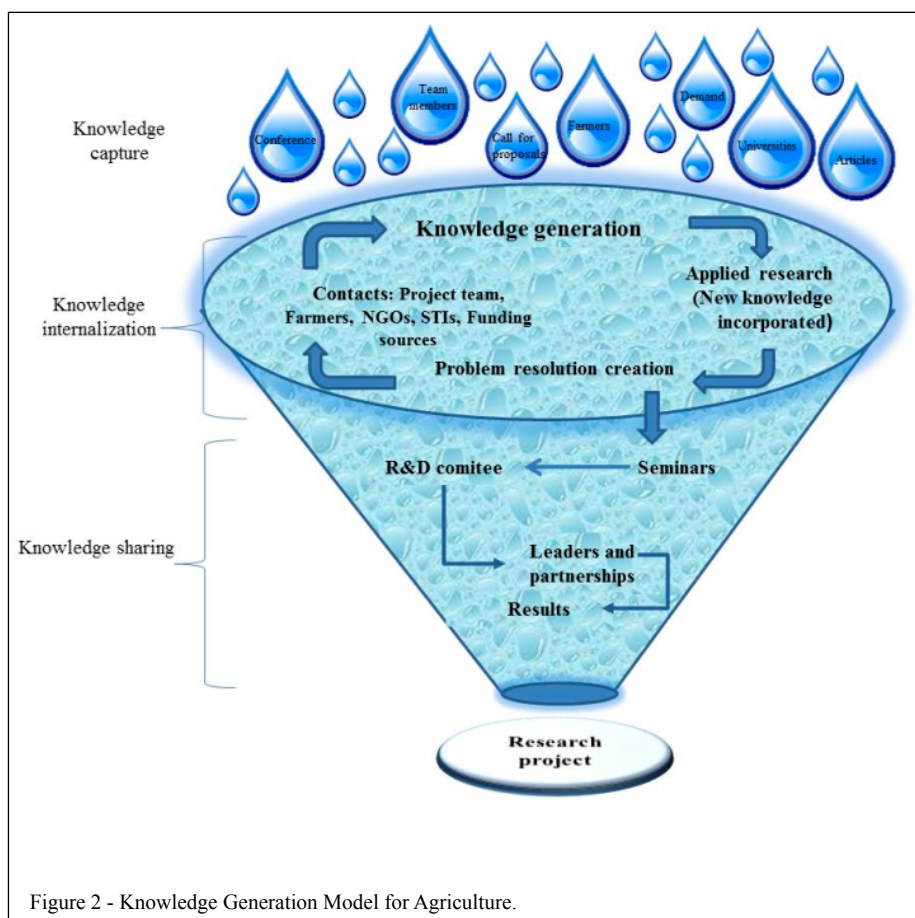 Knowledge
capture
Conference
Team
members
Call for
proposals
Farmers
Demand
Universities
Articles
Knowledge
internalization
Knowledge generation
Applied research
(New knowledge
incorporated)
Contacts: Project team,
Farmers, NGOs, STIs, Funding
sources
Problem resolution creation
Knowledge sharing
R&D comitee
Seminars
Leaders and
partnerships
Results
Research
project
Figure 2 - Knowledge Generation Model for Agriculture.